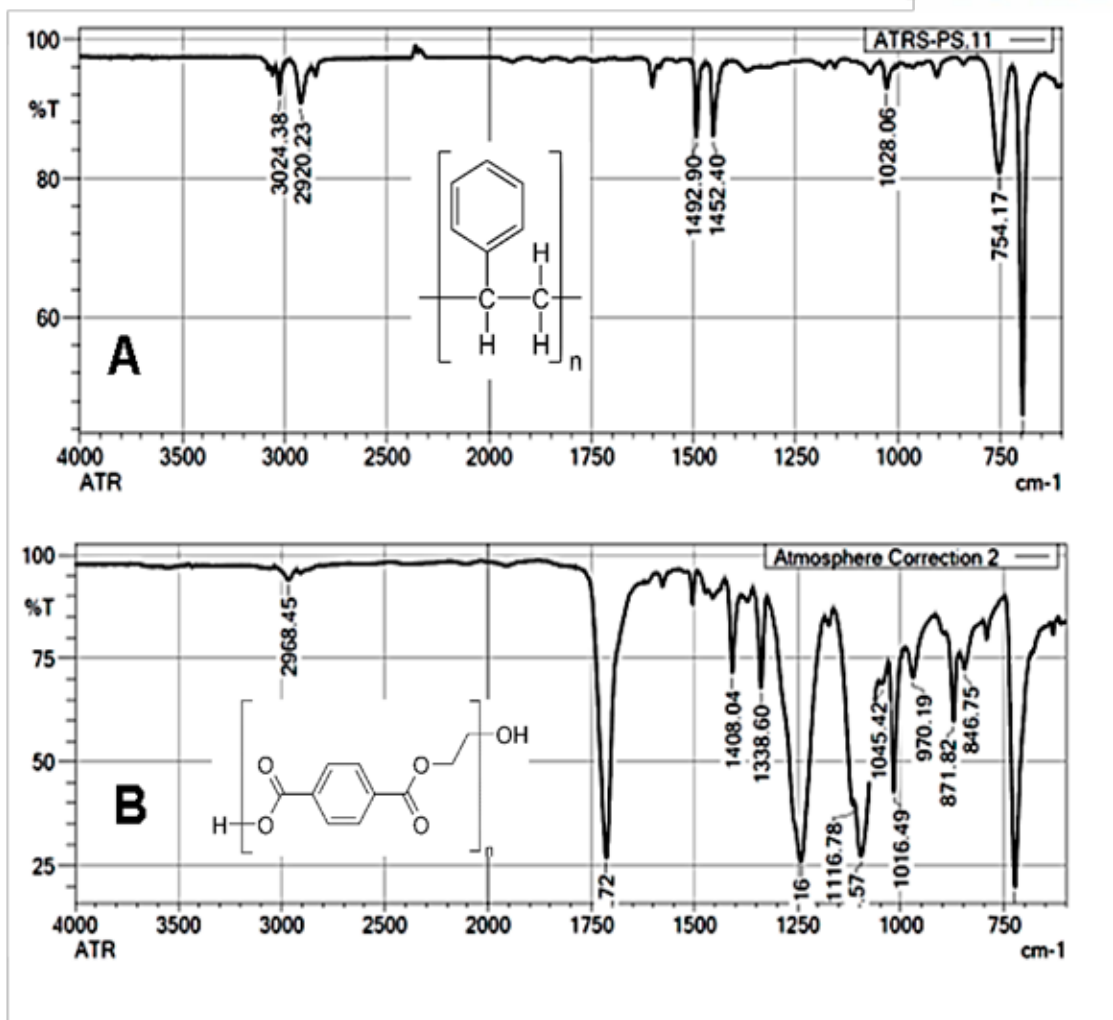 100
ATRS-PS.11
%T
80
60
3024.38
2920.23
1492.90
1452.40
1028.06
754.17
H
C
C
H
H
n
A
4000
3500
3000
2500
2000
1750
1500
1250
1000
750
ATR
cm-1
100
Atmosphere Correction 2
%T
75
50
25
2968.45
72
1408.04
1338.60
16
1116.78
57
1045.42
1016.49
970.19
871.82
846.75
OH
O
O
H
O
O
n
B
4000
3500
3000
2500
2000
1750
1500
1250
1000
750
ATR
cm-1